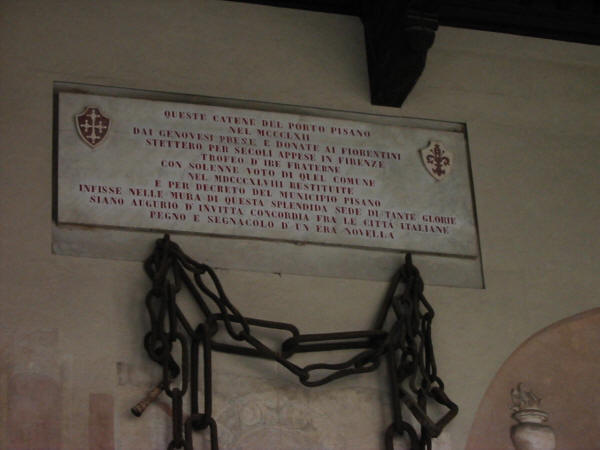 QUESTE CATENE DEL PORTO PISANO
NEL MCCCLXII
DAI GENOVESI PRESE E DONATE AI FIORENTINI
STETTERO PER SECOLI APPESE IN FIRENZE
TROFEO D'IRE FRATERNE
CON SOLENNE VOTO DI QUEL COMUNE
NEL MDCCCXLVIII RESTITUITE
E PER DECRETO DEL MUNICIPIO PISANO
INFISSE NELLE MURA DI QUESTA SPLENDIDA SEDE DI TANTE GLORIE
SIANO AUGURIO D'INVITTA CONCORDIA FRA LE CITTÀ ITALIANE
PEGNO E SEGNACOLO D'UN ERA NOVELLA